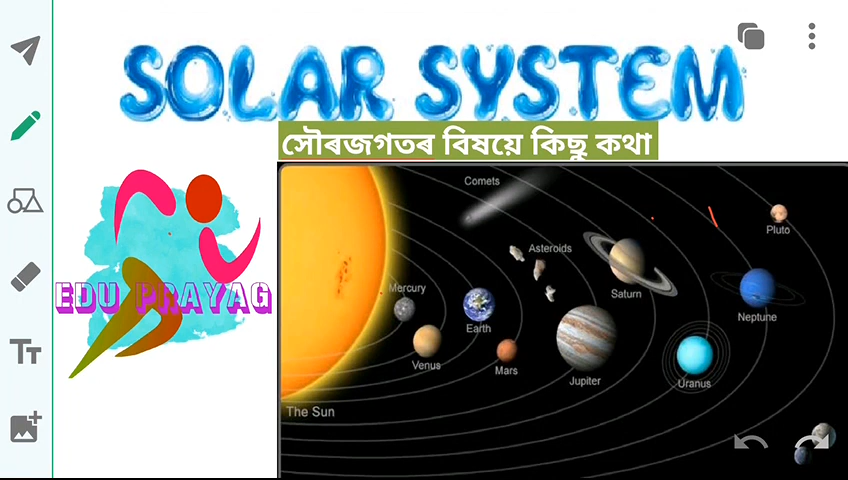 SOLAR SYSTEM
সৌৰজগতৰ বিষয়ে কিছু কথা
EDU PRAYAG
Comets
Pluto
Asteroids
Saturn
Mercury
Earth
Neptune
Venus
Mars
Jupiter
Uranus
The Sun
TT